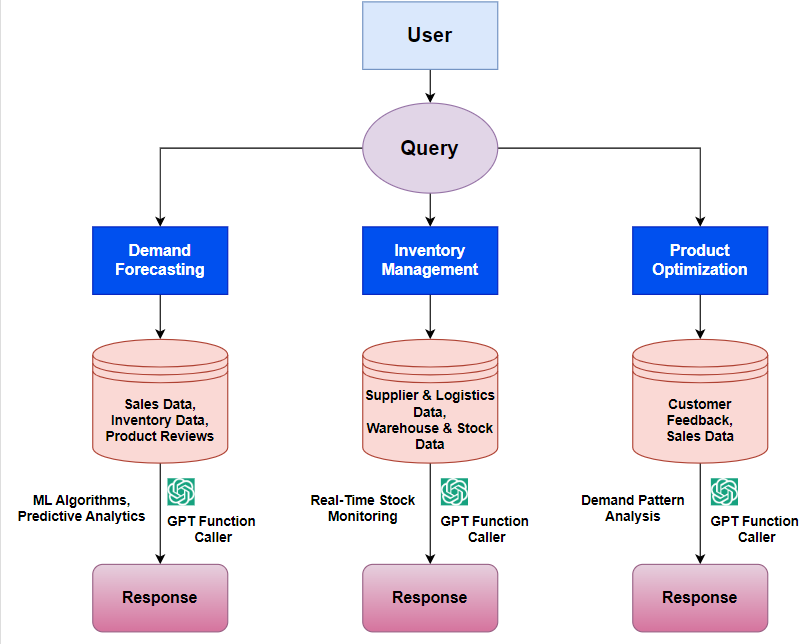 User
Query
Demand
Forecasting
Inventory
Management
Product
Optimization
Sales Data,
Inventory Data,
Product Reviews
Supplier & Logistics
Data,
Warehouse & Stock
Data
Customer
Feedback,
Sales Data
ML Algorithms,
Predictive Analytics
GPT Function
Caller
Real-Time Stock
Monitoring
GPT Function
Caller
Demand Pattern
Analysis
GPT Function
Caller
Response
Response
Response